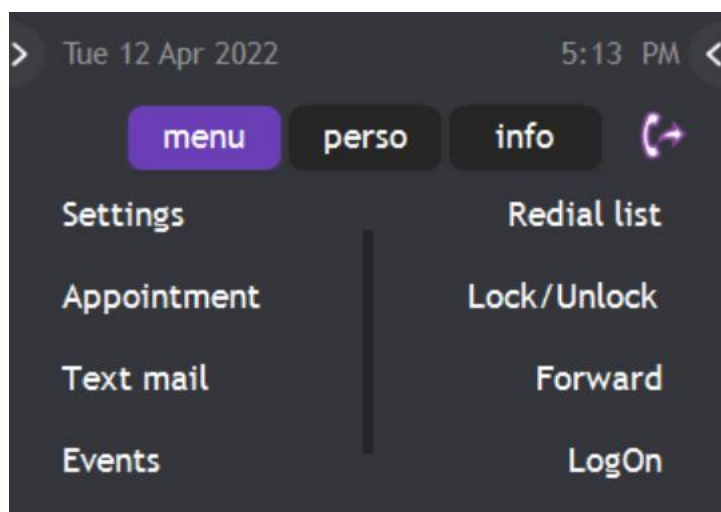 Tue 12 Apr 2022 5:13 PM
menu perso info
Settings Redial list
Appointment Lock/Unlock
Text mail Forward
Events LogOn